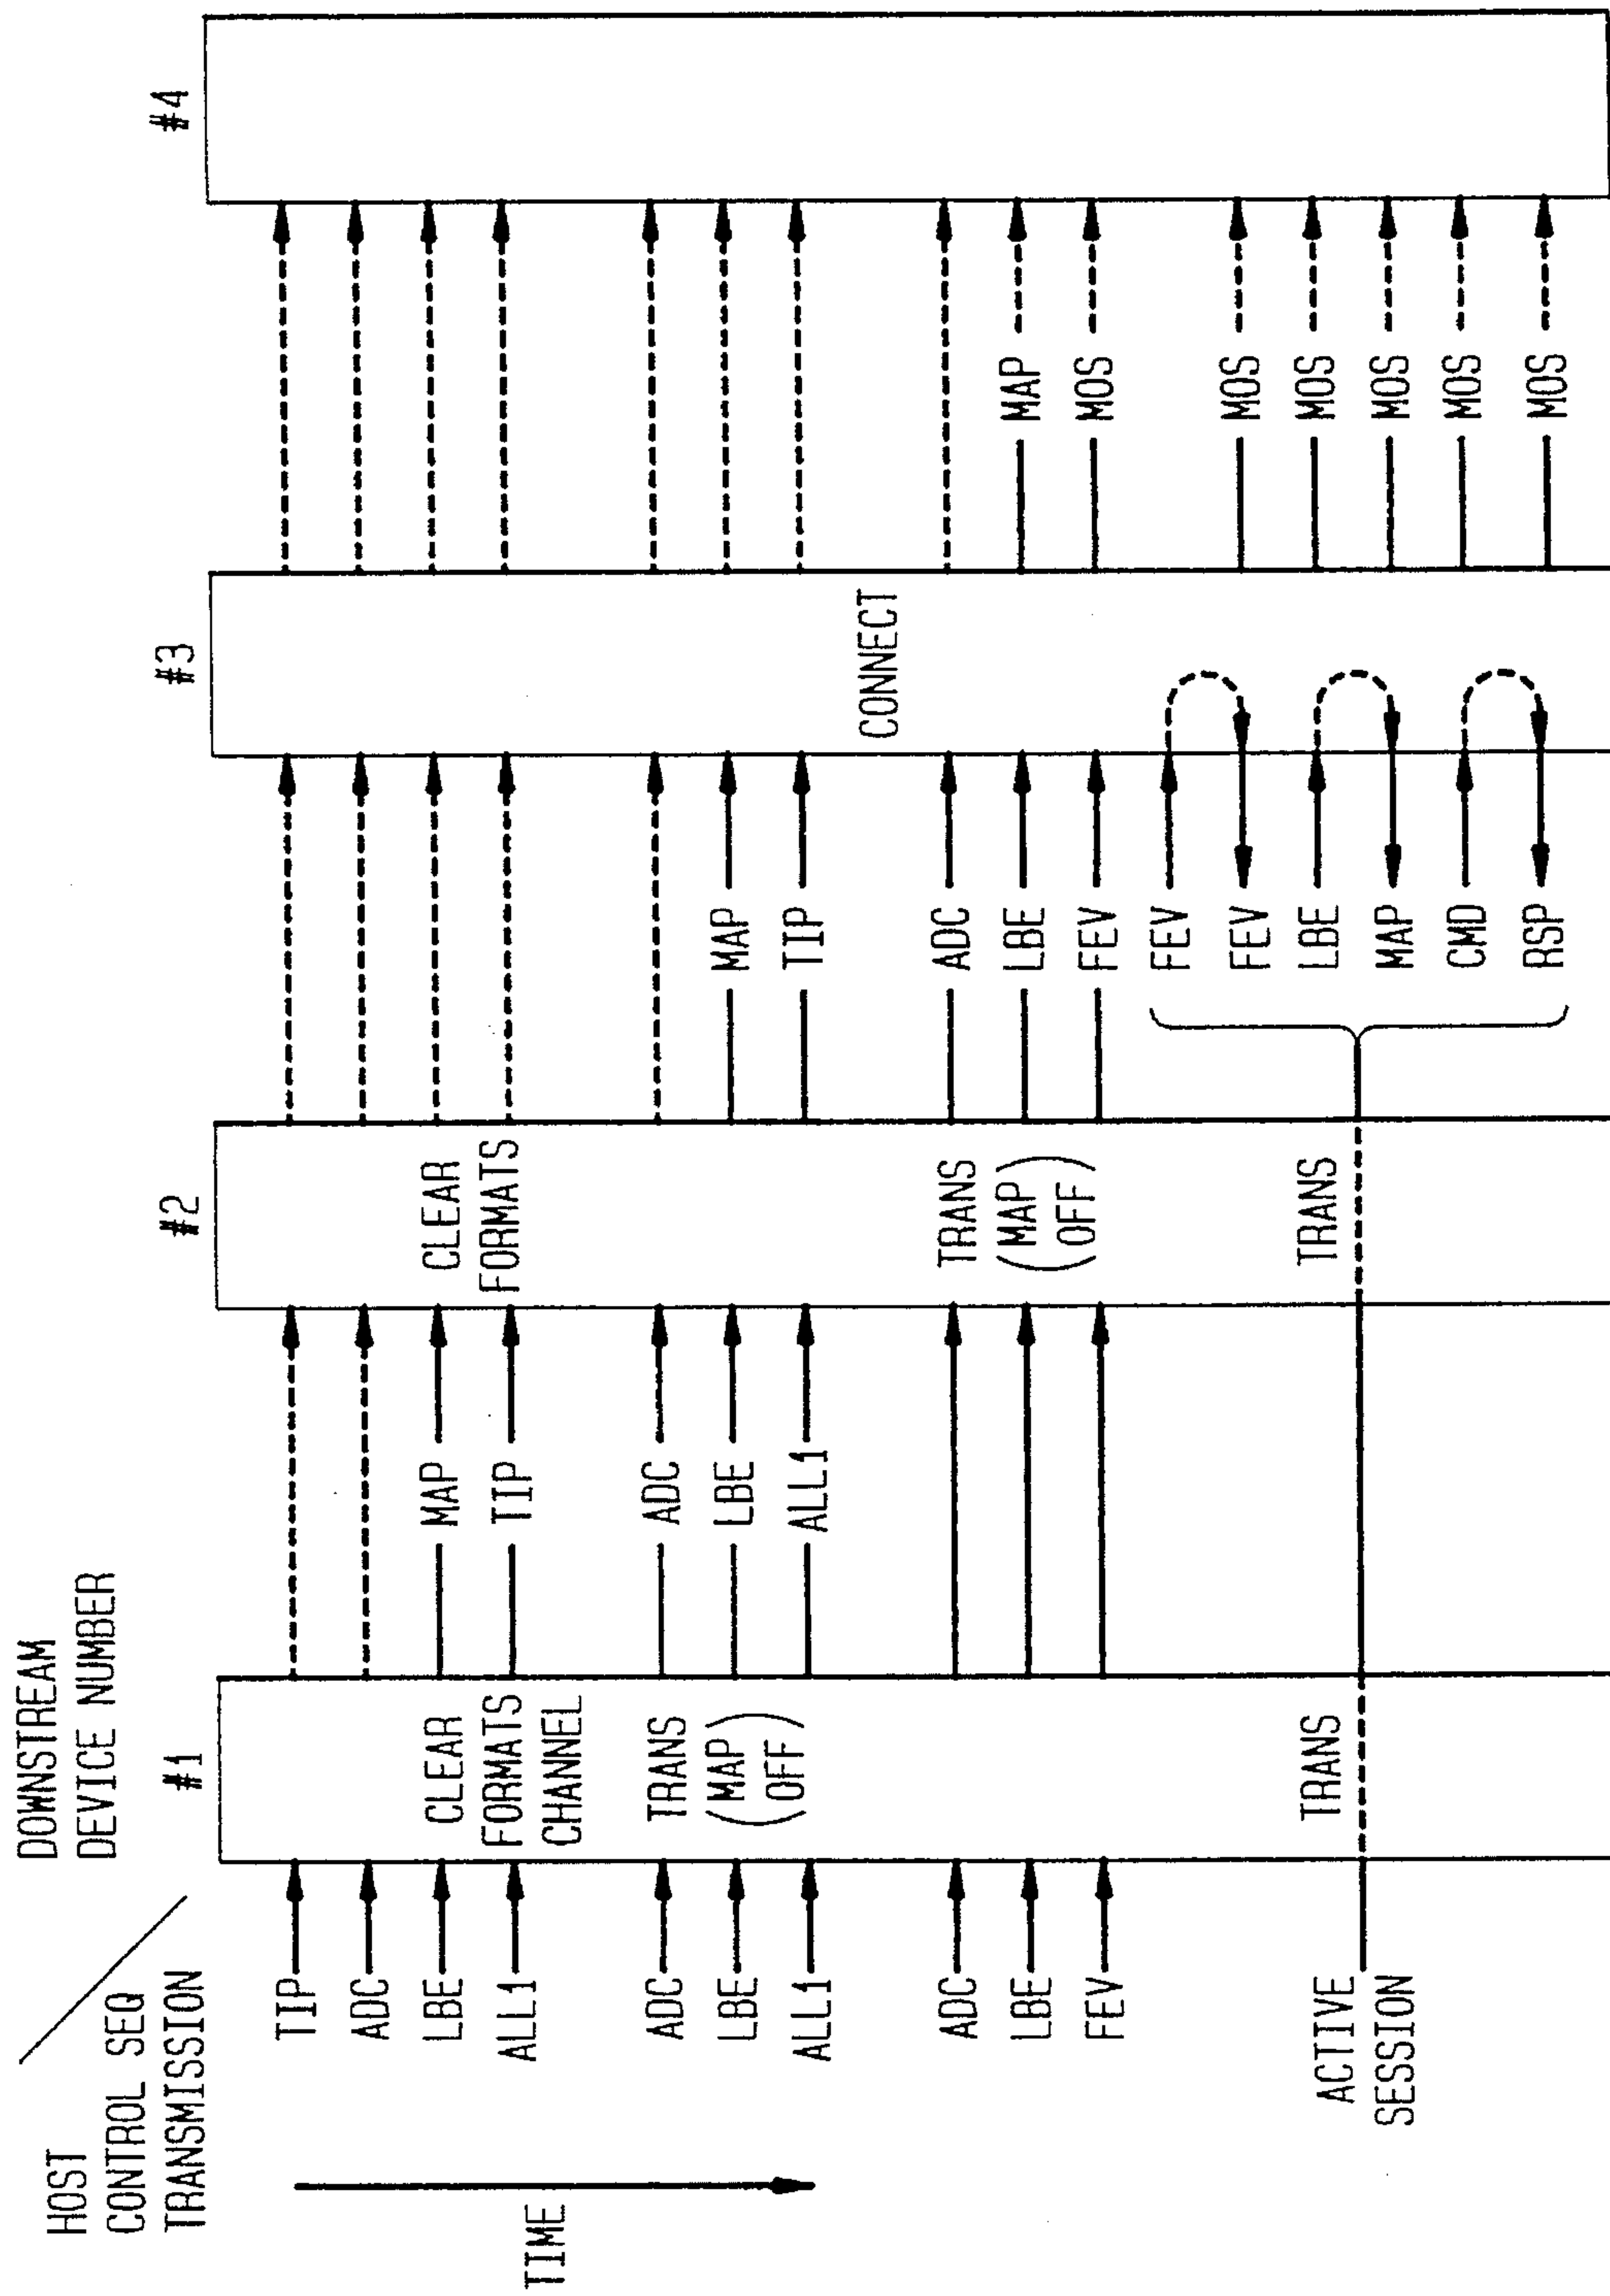 HOST
CONTROL SEQ
TRANSMISSION
DOWNSTREAM
DEVICE NUMBER
#1
#2
#3
#4
TIME
TIP
ADC
LBE
CLEAR
MAP
CLEAR
ALL1
FORMATS
TIP
FORMATS
CHANNEL
ADC
TRANS
ADC
LBE
(MAP)
LBE
MAP
ALL1
(OFF)
ALL1
TIP
CONNECT
ADC
TRANS
ADC
LBE
(MAP)
LBE
MAP
FEV
(OFF)
FEV
MOS
FEV
FEV
MOS
ACTIVE
SESSION
TRANS
TRANS
LBE
MOS
MAP
MOS
CMD
MOS
RSP
MOS